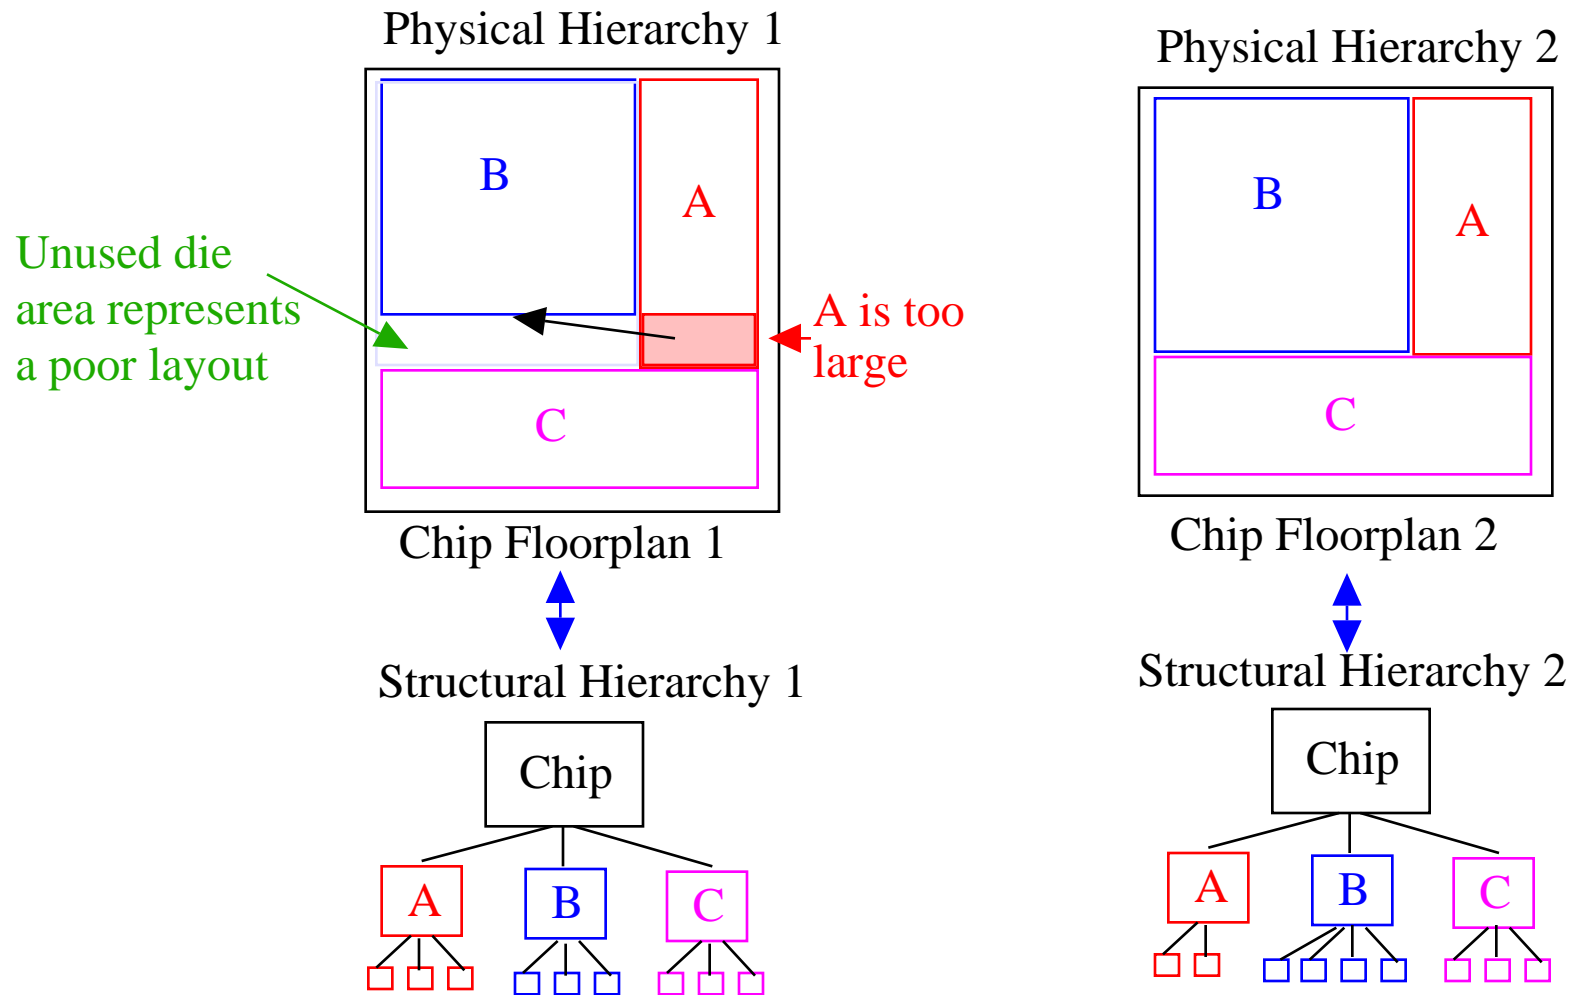 Physical Hierarchy 1
B
A
Unused die
area represents
a poor layout
A is too
large
C
Chip Floorplan 1
Structural Hierarchy 1
Chip
A
B
C
Physical Hierarchy 2
B
A
C
Chip Floorplan 2
Structural Hierarchy 2
Chip
A
B
C